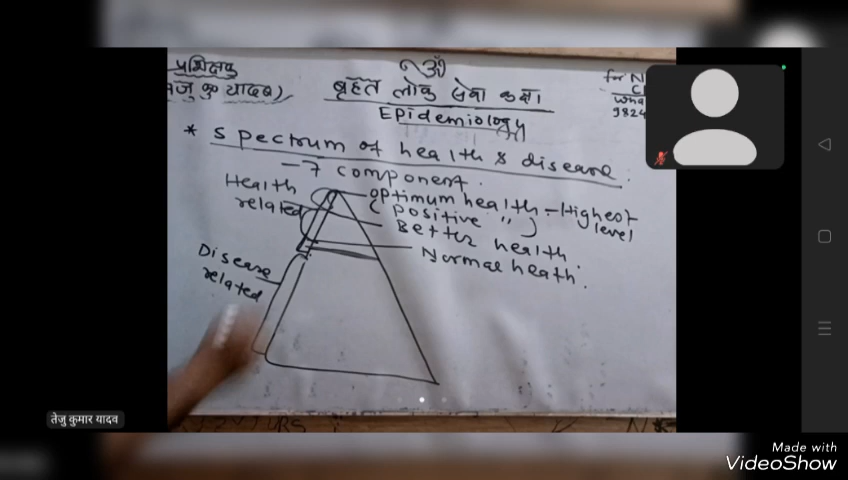 ॐ
प्रशिक्षक
बृहत लोक सेवा कक्षा
for N
कु यादव)
Epidemiology
9824
* Spectrum of health & disease.
- 7 component.
Health related
optimum health - Highest level
( positive " )
Better health
Normal heath.
Disease related
तेजु कुमार यादव
Made with
VideoShow